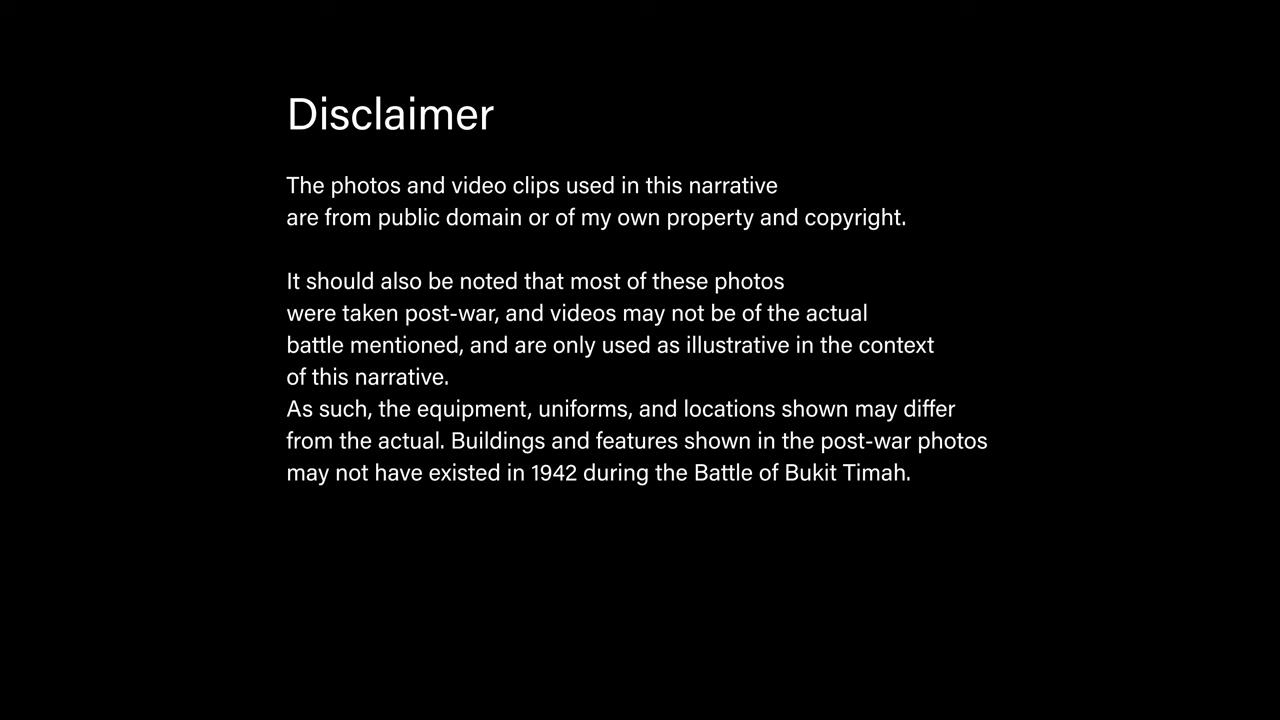 Disclaimer
The photos and video clips used in this narrative
are from public domain or of my own property and copyright.
It should also be noted that most of these photos
were taken post-war, and videos may not be of the actual
battle mentioned, and are only used as illustrative in the context
of this narrative.
As such, the equipment, uniforms, and locations shown may differ
from the actual. Buildings and features shown in the post-war photos
may not have existed in 1942 during the Battle of Bukit Timah.